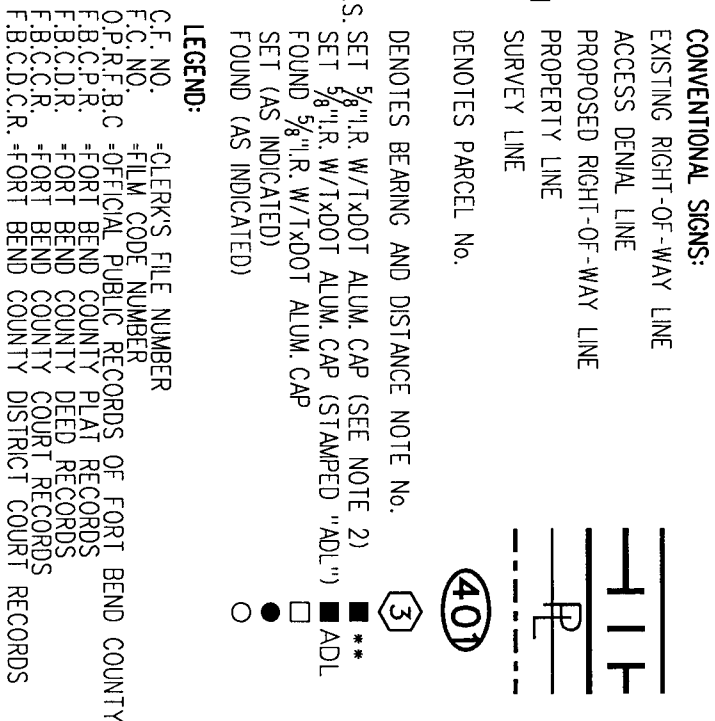 CONVENTIONAL SIGNS:
EXISTING RIGHT-OF-WAY LINE
ACCESS DENIAL LINE
PROPOSED RIGHT-OF-WAY LINE
PROPERTY LINE PL
SURVEY LINE
DENOTES PARCEL No. 401
DENOTES BEARING AND DISTANCE NOTE No. 3
S. SET 5/8"I.R. W/TxDOT ALUM. CAP (SEE NOTE 2) **
SET 5/8"I.R. W/TxDOT ALUM. CAP (STAMPED "ADL") ADL
FOUND 5/8"I.R. W/TxDOT ALUM. CAP
SET (AS INDICATED)
FOUND (AS INDICATED)
LEGEND:
C.F. NO. =CLERK'S FILE NUMBER
F.C. NO. =FILM CODE NUMBER
O.P.R.F.B.C =OFFICIAL PUBLIC RECORDS OF FORT BEND COUNTY
F.B.C.P.R. =FORT BEND COUNTY PLAT RECORDS
F.B.C.D.R. =FORT BEND COUNTY DEED RECORDS
F.B.C.C.R. =FORT BEND COUNTY COURT RECORDS
F.B.C.D.C.R. =FORT BEND COUNTY DISTRICT COURT RECORDS